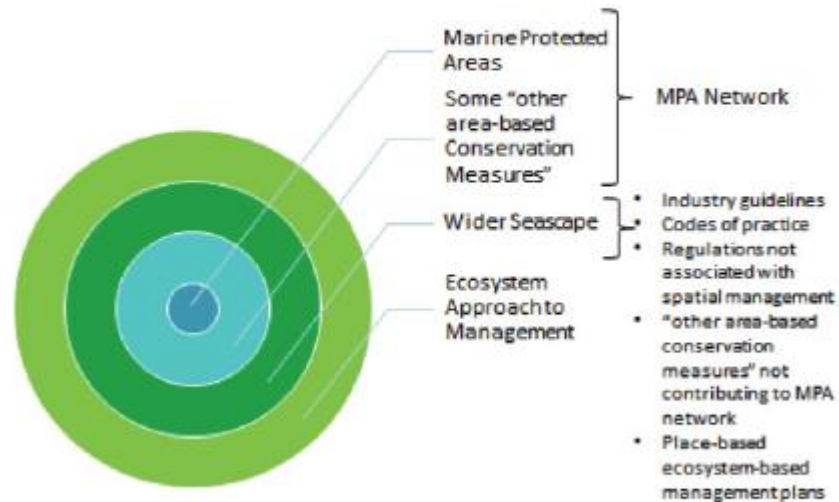 Marine Protected
Areas
Some “other
area-based
Conservation
Measures”
MPA Network
Wider Seascape
Ecosystem
Approach to
Management
• Industry guidelines
• Codes of practice
• Regulations not
associated with
spatial management
• “other area-based
conservation
measures” not
contributing to MPA
network
• Place-based
ecosystem-based
management plans